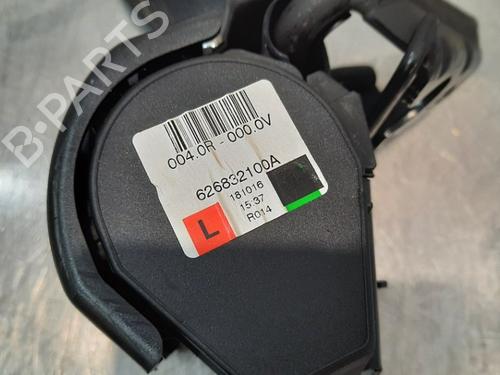 B-PARTS
004.0R - 000.0V
626832100A
181016
15.37
R014
L